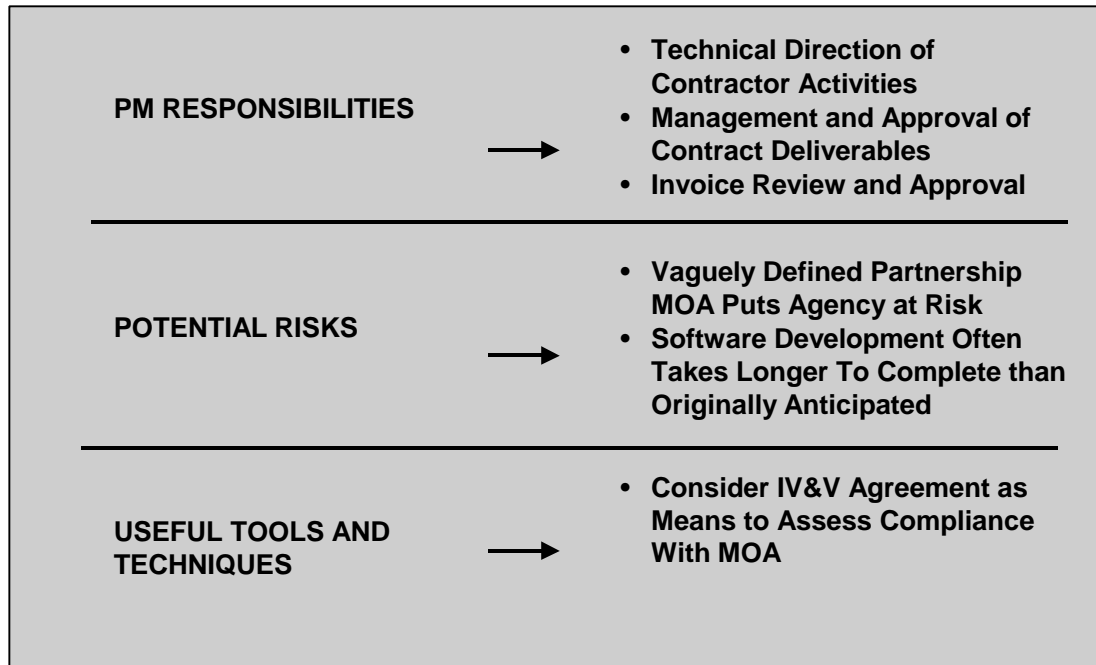 PM RESPONSIBILITIES
• Technical Direction of
Contractor Activities
• Management and Approval of
Contract Deliverables
• Invoice Review and Approval
POTENTIAL RISKS
• Vaguely Defined Partnership
MOA Puts Agency at Risk
• Software Development Often
Takes Longer To Complete than
Originally Anticipated
USEFUL TOOLS AND
TECHNIQUES
• Consider IV&V Agreement as
Means to Assess Compliance
With MOA